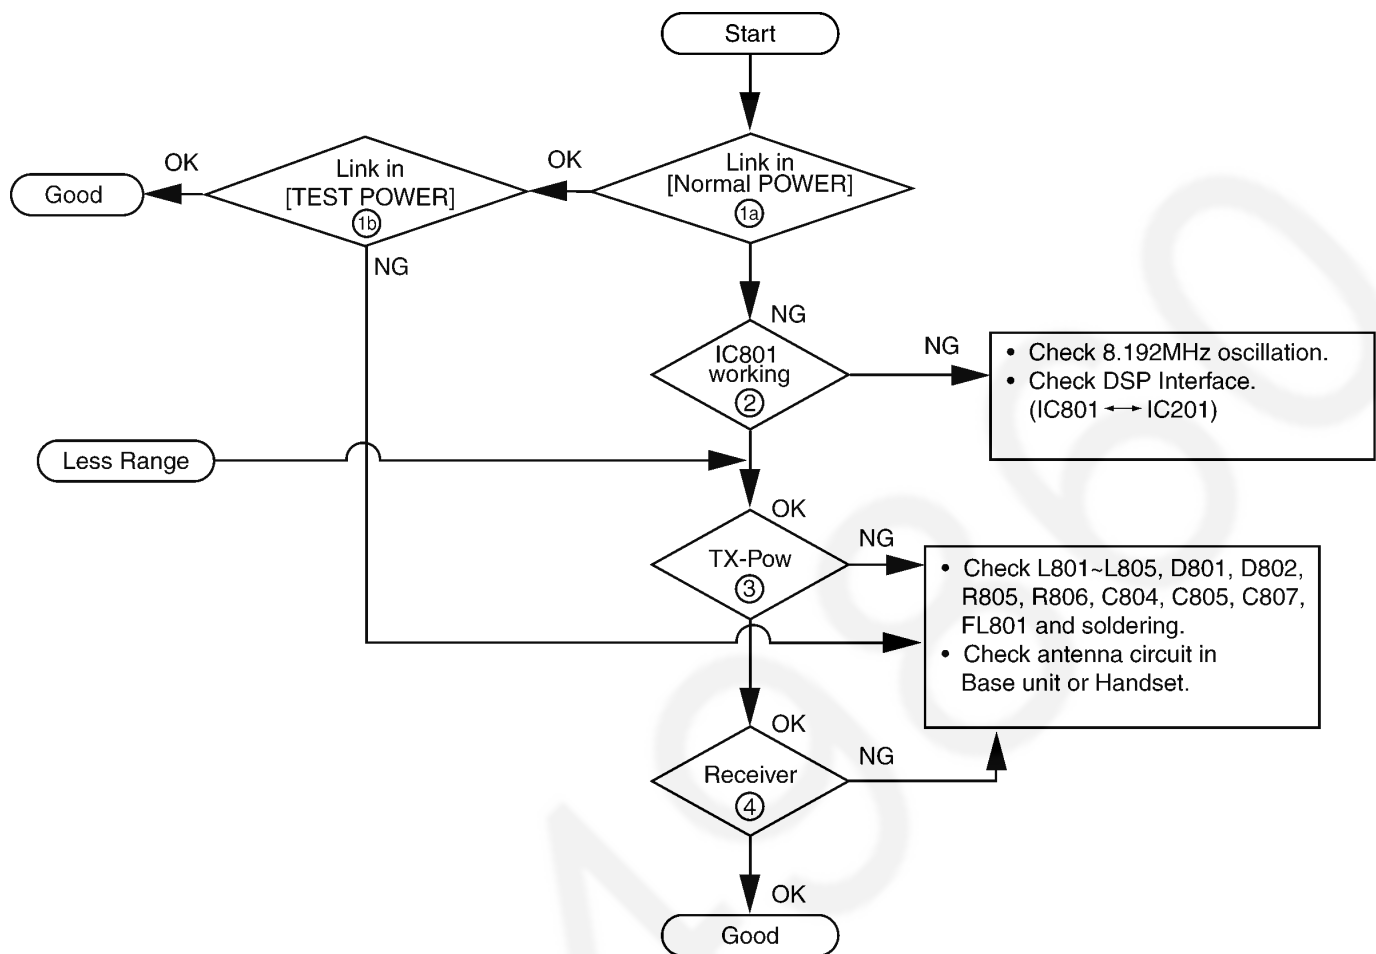 Start
OK
Link in
[TEST POWER]
1b
OK
Link in
[Normal POWER]
1a
Good
NG
NG
IC801
working
2
NG
• Check 8.192MHz oscillation.
• Check DSP Interface.
(IC801 ←→ IC201)
Less Range
OK
TX-Pow
3
NG
• Check L801~L805, D801, D802,
R805, R806, C804, C805, C807,
FL801 and soldering.
• Check antenna circuit in
Base unit or Handset.
OK
Receiver
4
NG
OK
Good